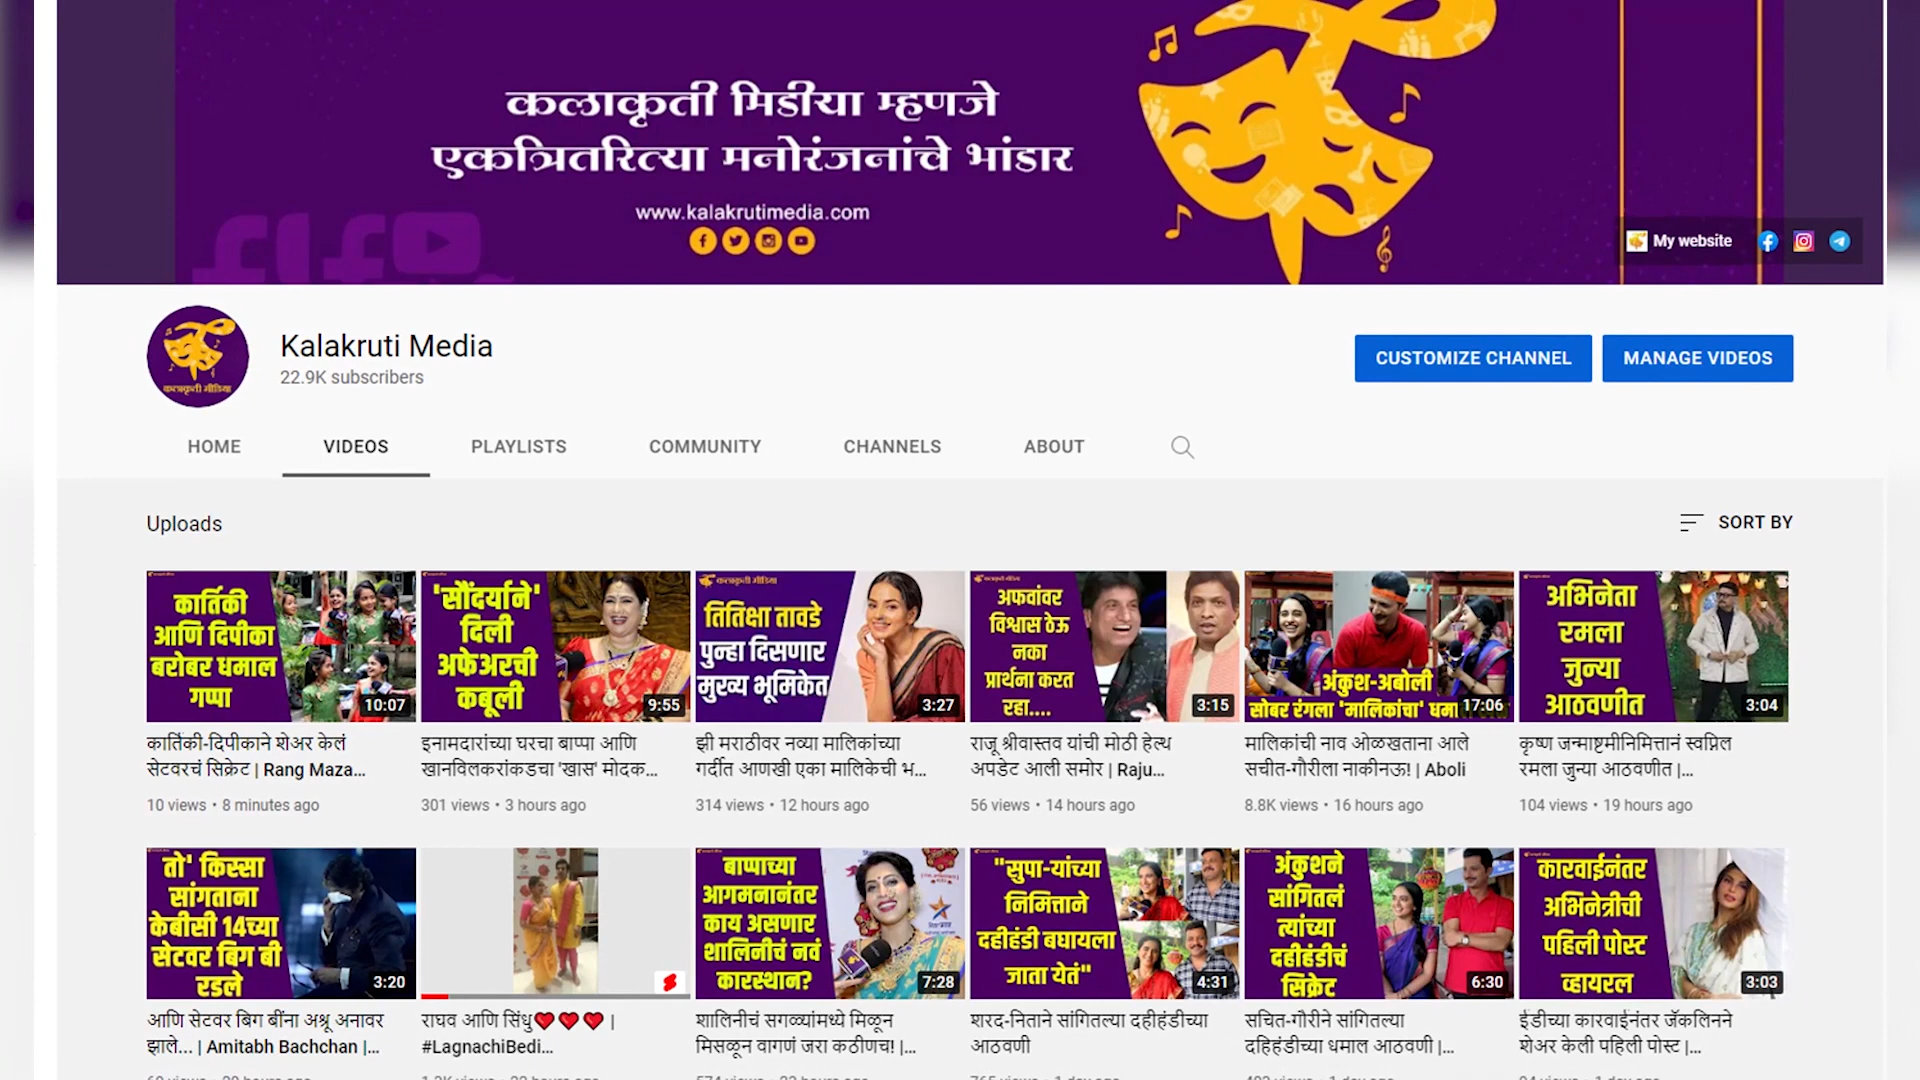 कलाकृती मिडीया म्हणजे
एकत्रितरित्या मनोरंजनांचे भांडार
www.kalakrutimedia.com
My website
कलाकृती मीडिया
Kalakruti Media
22.9K subscribers
CUSTOMIZE CHANNEL
MANAGE VIDEOS
HOME VIDEOS PLAYLISTS COMMUNITY CHANNELS ABOUT
Uploads
SORT BY
कार्तिकी
आणि दिपीका
बरोबर धमाल
गप्पा
10:07
'सौंदर्याने'
दिली
अफेअरची
कबूली
9:55
कलाकृती मीडिया
तितिक्षा तावडे
पुन्हा दिसणार
मुख्य भूमिकेत
3:27
कलाकृती मीडिया
अफवांवर
विश्वास ठेऊ
नका
प्रार्थना करत
रहा....
3:15
अंकुश-अबोली
सोबर रंगला 'मालिकांचा' धमा
17:06
अभिनेता
रमला
जुन्या
आठवणीत
3:04
कार्तिकी-दिपीकाने शेअर केलं
सेटवरचं सिक्रेट | Rang Maza...
10 views • 8 minutes ago
इनामदारांच्या घरचा बाप्पा आणि
खानविलकरांकडचा 'खास' मोदक...
301 views • 3 hours ago
झी मराठीवर नव्या मालिकांच्या
गर्दीत आणखी एका मालिकेची भ...
314 views • 12 hours ago
राजू श्रीवास्तव यांची मोठी हेल्थ
अपडेट आली समोर | Raju...
56 views • 14 hours ago
मालिकांची नाव ओळखताना आले
सचीत-गौरीला नाकीनऊ! | Aboli
8.8K views • 16 hours ago
कृष्ण जन्माष्टमीनिमित्तानं स्वप्निल
रमला जुन्या आठवणीत |...
104 views • 19 hours ago
तो' किस्सा
सांगताना
केबीसी 14च्या
सेटवर बिग बी
रडले
3:20
बाप्पाच्या
आगमनानंतर
काय असणार
शालिनीचं नवं
कारस्थान?
7:28
"सुपा-यांच्या
निमित्ताने
दहीहंडी बघायला
जाता येतं"
4:31
अंकुशने
सांगितलं
त्यांच्या
दहीहंडीचं
सिक्रेट
6:30
कारवाईनंतर
अभिनेत्रीची
पहिली पोस्ट
व्हायरल
3:03
आणि सेटवर बिग बींना अश्रू अनावर
झाले... | Amitabh Bachchan |...
राघव आणि सिंधु❤️❤️❤️ |
#LagnachiBedi...
शालिनीचं सगळ्यांमध्ये मिळून
मिसळून वागणं जरा कठीणच! |...
शरद-निताने सांगितल्या दहीहंडीच्या
आठवणी
सचित-गौरीने सांगितल्या
दहिहंडीच्या धमाल आठवणी |...
ईडीच्या कारवाईनंतर जॅकलिनने
शेअर केली पहिली पोस्ट |...